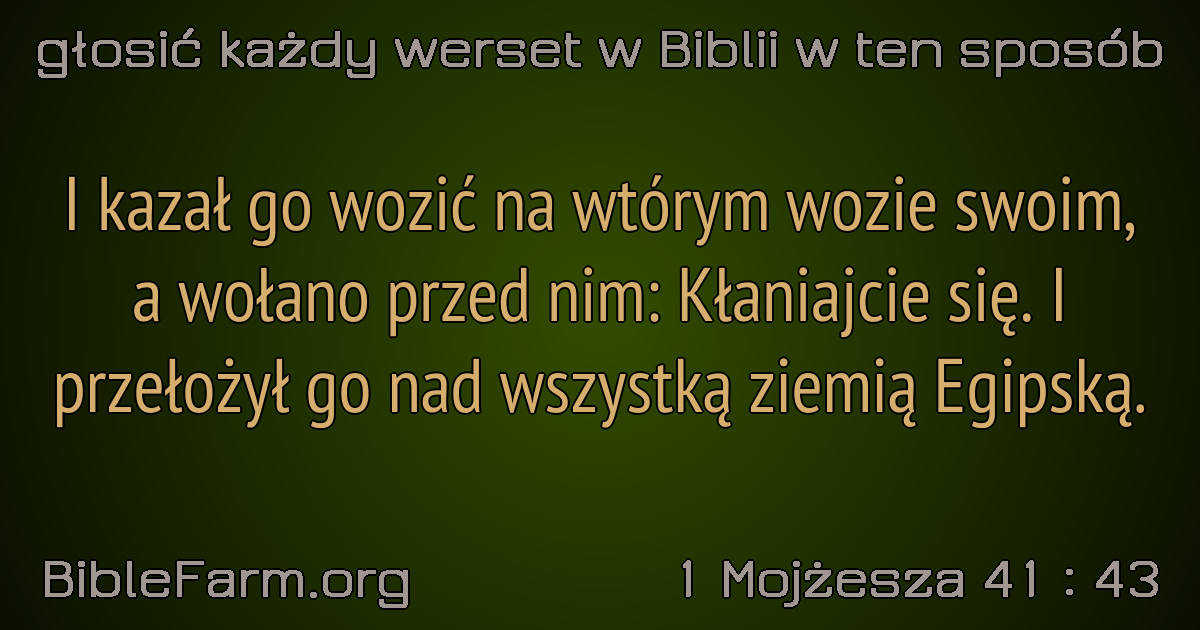 głosić każdy werset w Biblii w ten sposób
I kazał go wozić na wtórym wozie swoim,
a wołano przed nim: Kłaniajcie się. I
przełożył go nad wszystką ziemią Egipską.
BibleFarm.org
1 Mojżesza 41 : 43